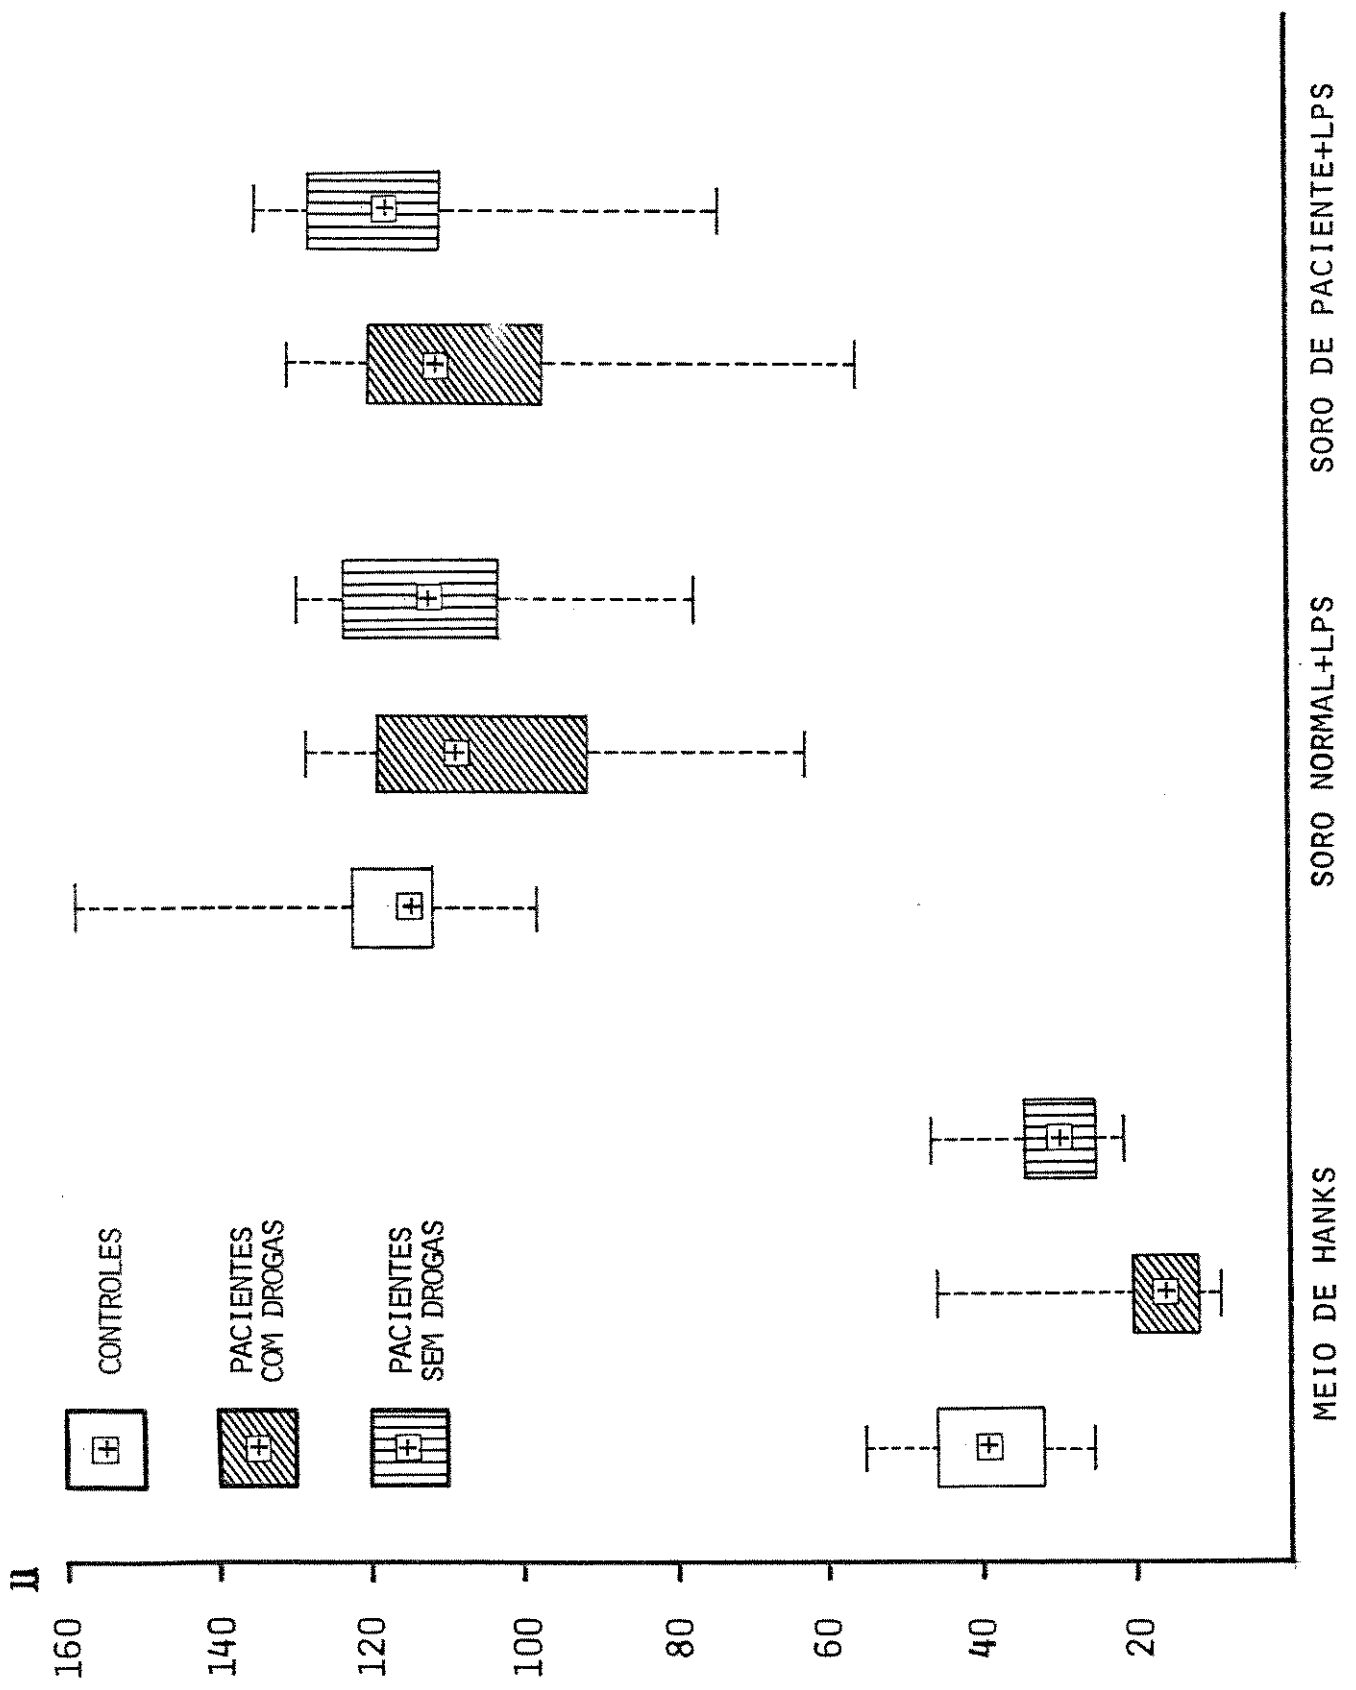 µ
160
140
120
100
80
60
40
20
CONTROLES
PACIENTES
COM DROGAS
PACIENTES
SEM DROGAS
MEIO DE HANKS
SORO NORMAL+LPS
SORO DE PACIENTE+LPS